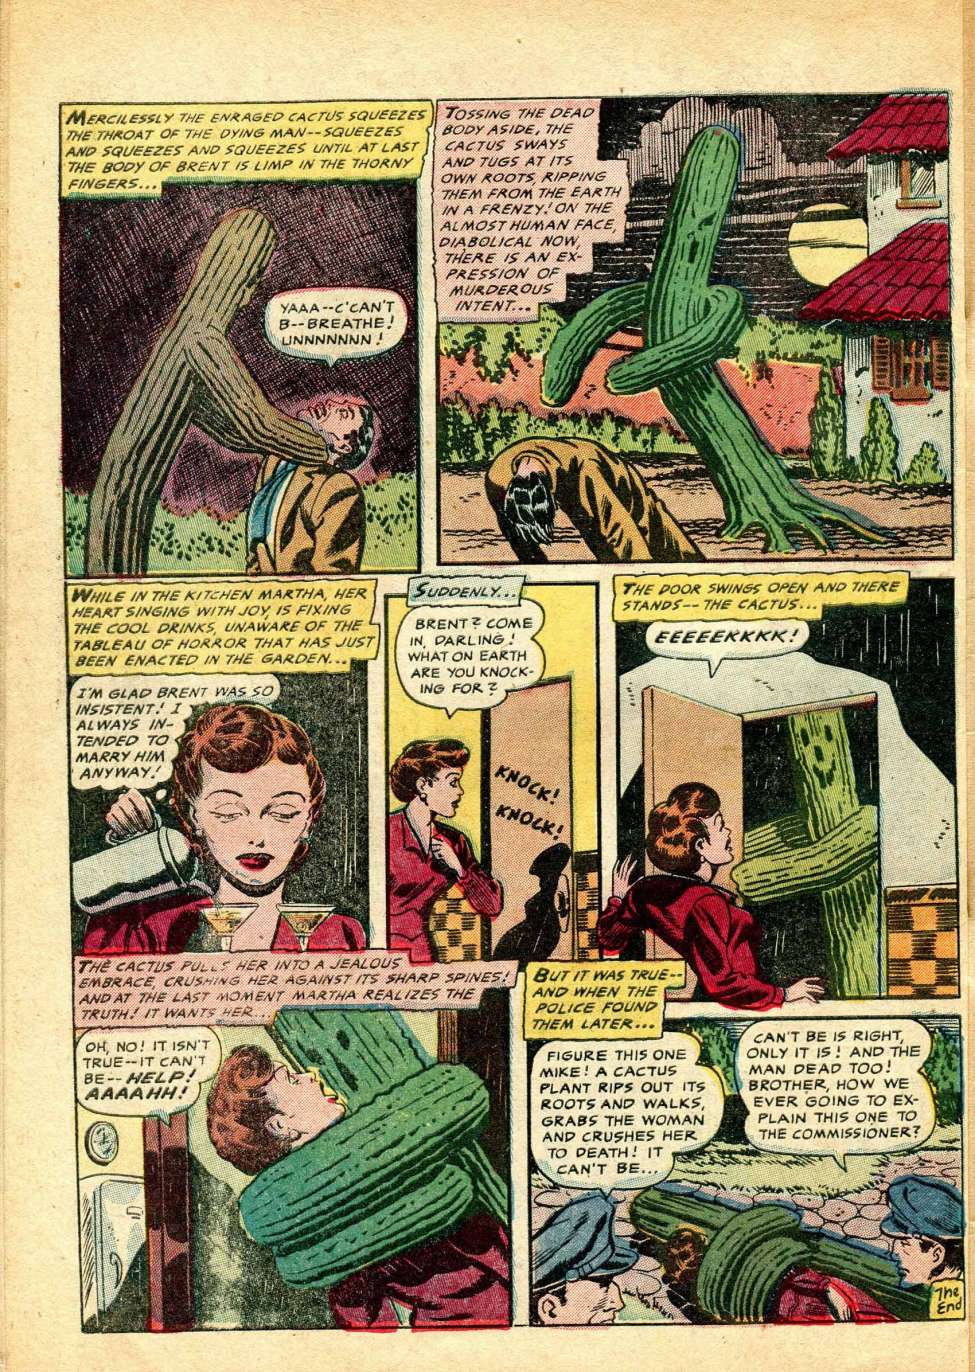 MERCILESSLY THE ENRAGED CACTUS SQUEEZES
THE THROAT OF THE DYING MAN--SQUEEZES
AND SQUEEZES AND SQUEEZES UNTIL AT LAST
THE BODY OF BRENT IS LIMP IN THE THORNY
FINGERS...
YAAA--C'CAN'T
B--BREATHE!
UNNNNNNN!
TOSSING THE DEAD
BODY ASIDE, THE
CACTUS SWAYS
AND TUGS AT ITS
OWN ROOTS, RIPPING
THEM FROM THE EARTH
IN A FRENZY! ON THE
ALMOST HUMAN FACE,
DIABOLICAL NOW,
THERE IS AN EX-
PRESSION OF
MURDEROUS
INTENT...
WHILE IN THE KITCHEN MARTHA, HER
HEART SINGING WITH JOY, IS FIXING
THE COOL DRINKS, UNAWARE OF THE
TABLEAU OF HORROR THAT HAS JUST
BEEN ENACTED IN THE GARDEN...
I'M GLAD BRENT WAS SO
INSISTENT! I
ALWAYS IN-
TENDED TO
MARRY HIM
ANYWAY!
SUDDENLY...
BRENT? COME
IN, DARLING!
WHAT ON EARTH
ARE YOU KNOCK-
ING FOR?
KNOCK!
KNOCK!
THE DOOR SWINGS OPEN AND THERE
STANDS--THE CACTUS...
EEEEEKKKK!
THE CACTUS PULLS HER INTO A JEALOUS
EMBRACE, CRUSHING HER AGAINST ITS SHARP SPINES!
AND AT THE LAST MOMENT MARTHA REALIZES THE
TRUTH! IT WANTS HER...
OH, NO! IT ISN'T
TRUE--IT CAN'T
BE--HELP!
AAAAHH!
BUT IT WAS TRUE--
AND WHEN THE
POLICE FOUND
THEM LATER...
FIGURE THIS ONE
MIKE! A CACTUS
PLANT RIPS OUT ITS
ROOTS AND WALKS,
GRABS THE WOMAN
AND CRUSHES HER
TO DEATH! IT
CAN'T BE...
CAN'T BE IS RIGHT,
ONLY IT IS! AND THE
MAN DEAD TOO!
BROTHER, HOW WE
EVER GOING TO EX-
PLAIN THIS ONE TO
THE COMMISSIONER?
The
End